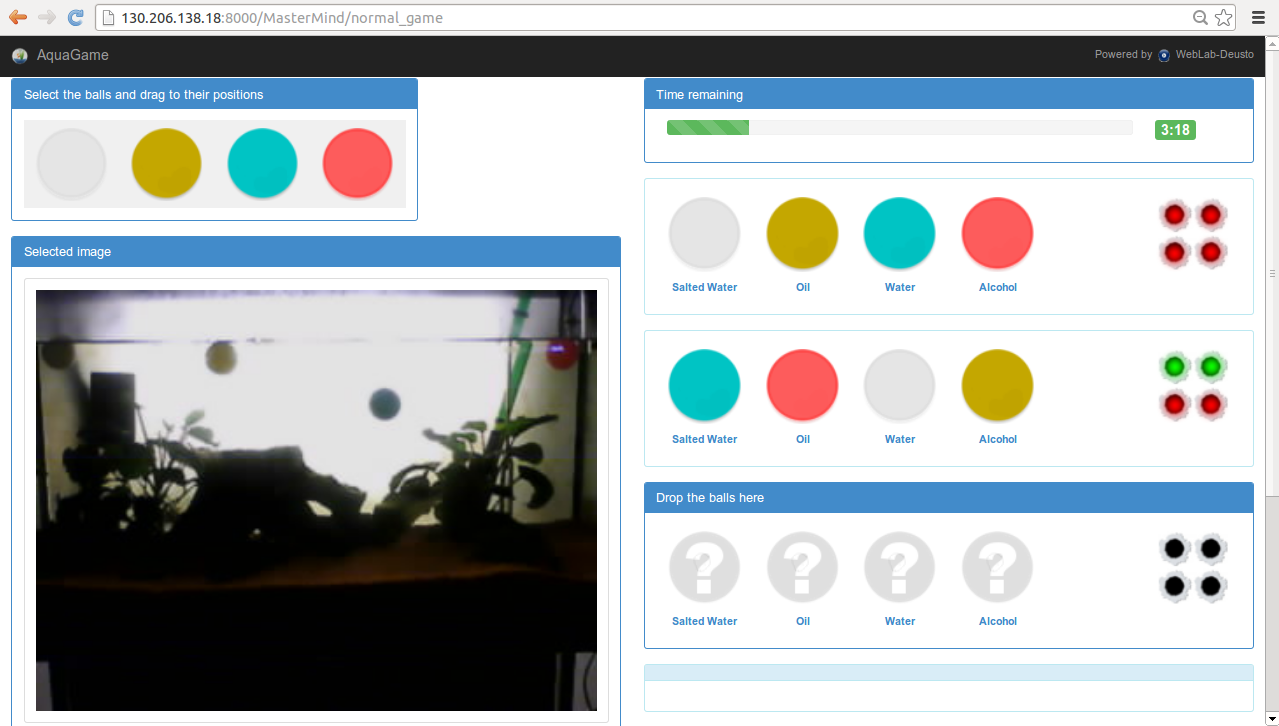 130.206.138.18:8000/MasterMind/normal_game
AquaGame
Powered by WebLab-Deusto
Select the balls and drag to their positions
Selected image
Time remaining
3:18
Salted Water Oil Water Alcohol
Salted Water Oil Water Alcohol
Drop the balls here
? ? ? ?
Salted Water Oil Water Alcohol